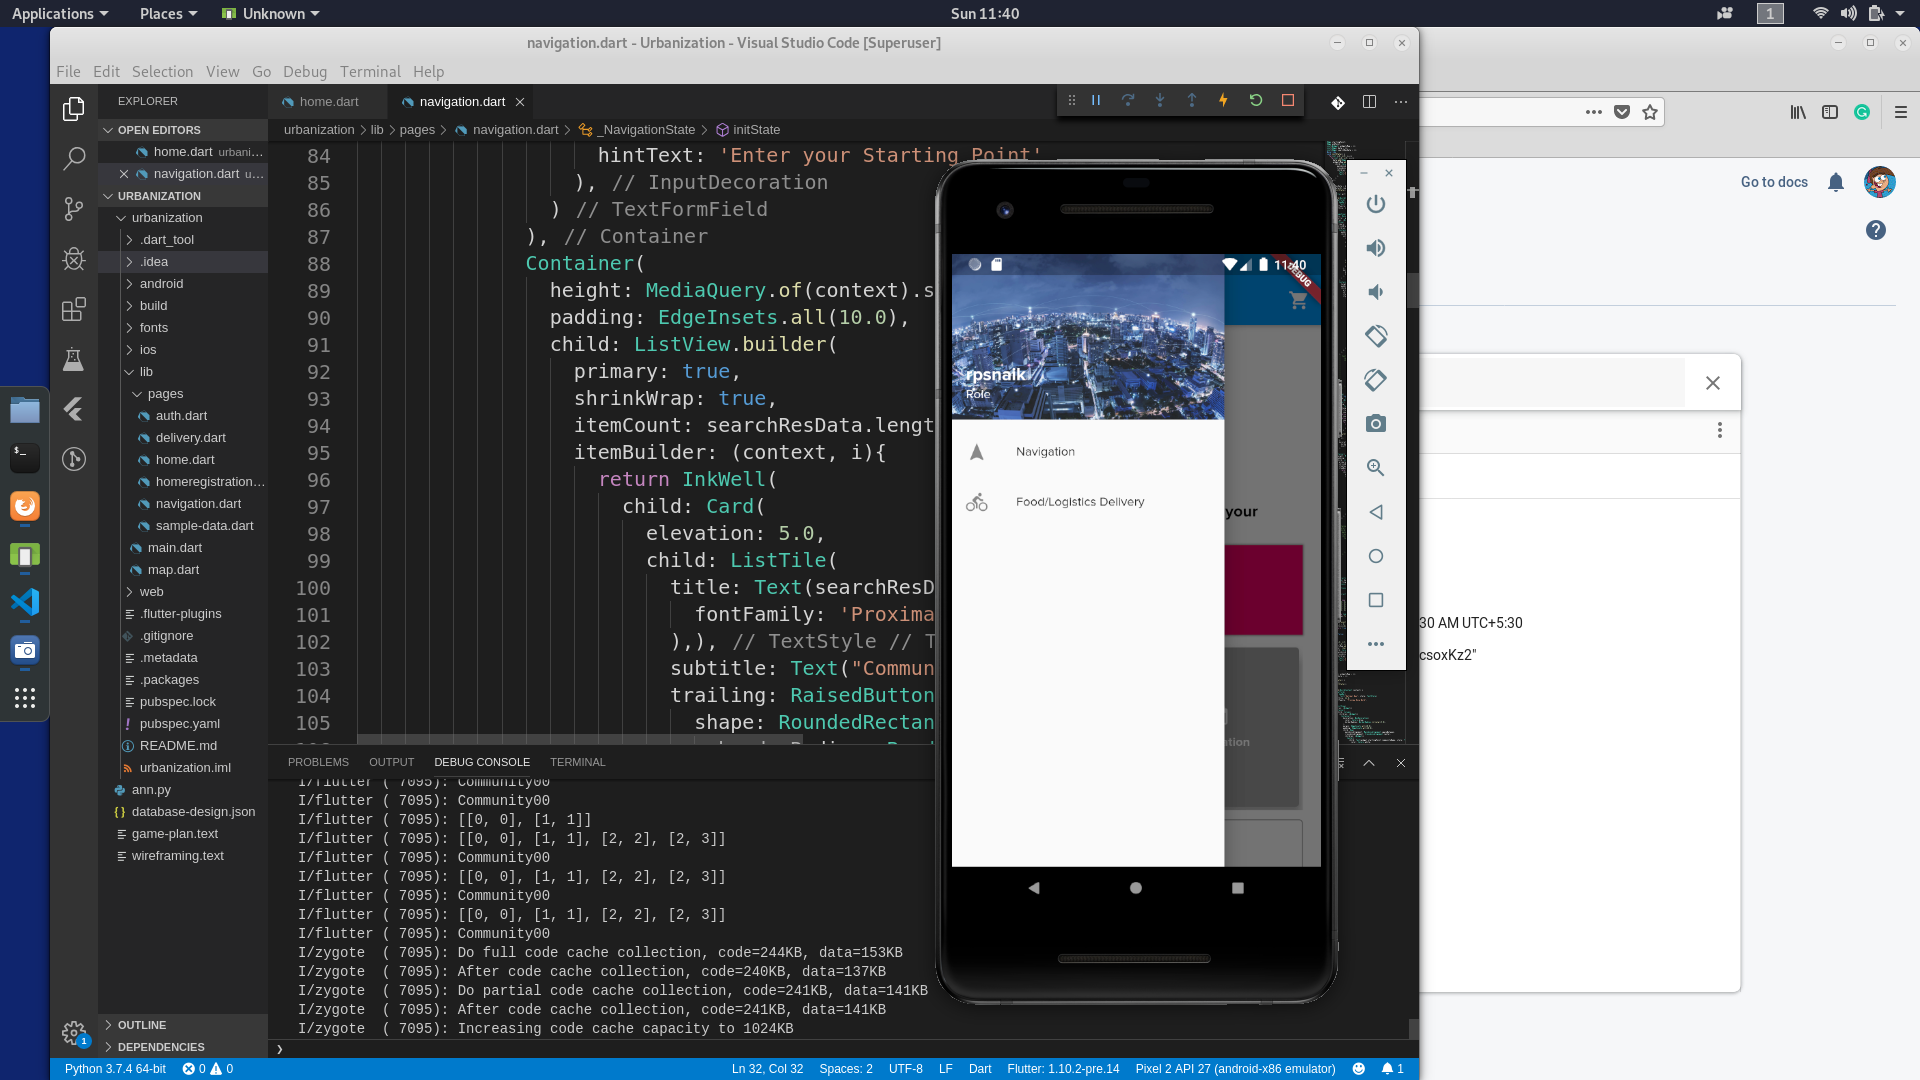 Applications Places Unknown Sun 11:40 1
navigation.dart - Urbanization - Visual Studio Code [Superuser]
File Edit Selection View Go Debug Terminal Help
EXPLORER
OPEN EDITORS
home.dart urbani...
navigation.dart u...
URBANIZATION
urbanization
.dart_tool
.idea
android
build
fonts
ios
lib
pages
auth.dart
delivery.dart
home.dart
homeregistration...
navigation.dart
sample-data.dart
main.dart
map.dart
web
.flutter-plugins
.gitignore
.metadata
.packages
pubspec.lock
pubspec.yaml
README.md
urbanization.iml
ann.py
database-design.json
game-plan.text
wireframing.text
OUTLINE
DEPENDENCIES
home.dart navigation.dart
urbanization > lib > pages > navigation.dart > _NavigationState > initState
84 hintText: 'Enter your Starting Point'
85 ), // InputDecoration
86 ) // TextFormField
87 ), // Container
88 Container(
89 height: MediaQuery.of(context).s
90 padding: EdgeInsets.all(10.0),
91 child: ListView.builder(
92 primary: true,
93 shrinkWrap: true,
94 itemCount: searchResData.lengt
95 itemBuilder: (context, i){
96 return InkWell(
97 child: Card(
98 elevation: 5.0,
99 child: ListTile(
100 title: Text(searchResD
101 fontFamily: 'Proxima
102 ),), // TextStyle // T
103 subtitle: Text("Commun
104 trailing: RaisedButton
105 shape: RoundedRectan
PROBLEMS OUTPUT DEBUG CONSOLE TERMINAL
I/flutter ( 7095): Community00
I/flutter ( 7095): Community00
I/flutter ( 7095): [[0, 0], [1, 1]]
I/flutter ( 7095): [[0, 0], [1, 1], [2, 2], [2, 3]]
I/flutter ( 7095): Community00
I/flutter ( 7095): [[0, 0], [1, 1], [2, 2], [2, 3]]
I/flutter ( 7095): Community00
I/flutter ( 7095): [[0, 0], [1, 1], [2, 2], [2, 3]]
I/flutter ( 7095): Community00
I/zygote ( 7095): Do full code cache collection, code=244KB, data=153KB
I/zygote ( 7095): After code cache collection, code=240KB, data=137KB
I/zygote ( 7095): Do partial code cache collection, code=241KB, data=141KB
I/zygote ( 7095): After code cache collection, code=241KB, data=141KB
I/zygote ( 7095): Increasing code cache capacity to 1024KB
11:40
DEBUG
rpsnaik
Role
Navigation
Food/Logistics Delivery
your
ation
Go to docs
30 AM UTC+5:30
csoxKz2"
1
Python 3.7.4 64-bit 0 0 Ln 32, Col 32 Spaces: 2 UTF-8 LF Dart Flutter: 1.10.2-pre.14 Pixel 2 API 27 (android-x86 emulator) 1